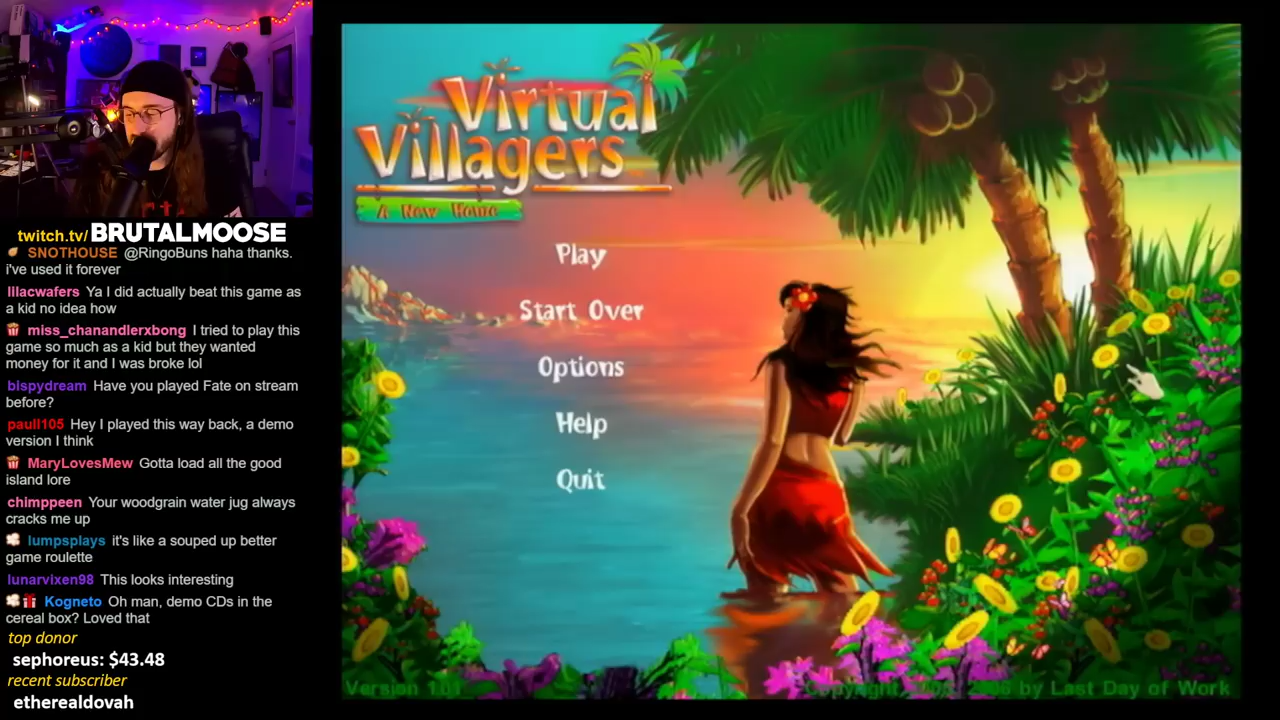 twitch.tv/BRUTALMOOSE
SNOTHOUSE @RingoBuns haha thanks.
i've used it forever
lilacwafers Ya I did actually beat this game as
a kid no idea how
miss_chanandlerxbong I tried to play this
game so much as a kid but they wanted
money for it and I was broke lol
bispydream Have you played Fate on stream
before?
paull105 Hey I played this way back, a demo
version I think
MaryLovesMew Gotta load all the good
island lore
chimppeen Your woodgrain water jug always
cracks me up
lumpsplays it's like a souped up better
game roulette
lunarvixen98 This looks interesting
Kogneto Oh man, demo CDs in the
cereal box? Loved that
top donor
sephoreus: $43.48
recent subscriber
etherealdovah
Virtual
Villagers
A New Home
Play
Start Over
Options
Help
Quit
Version 1.01
Copyright by Last Day of Work